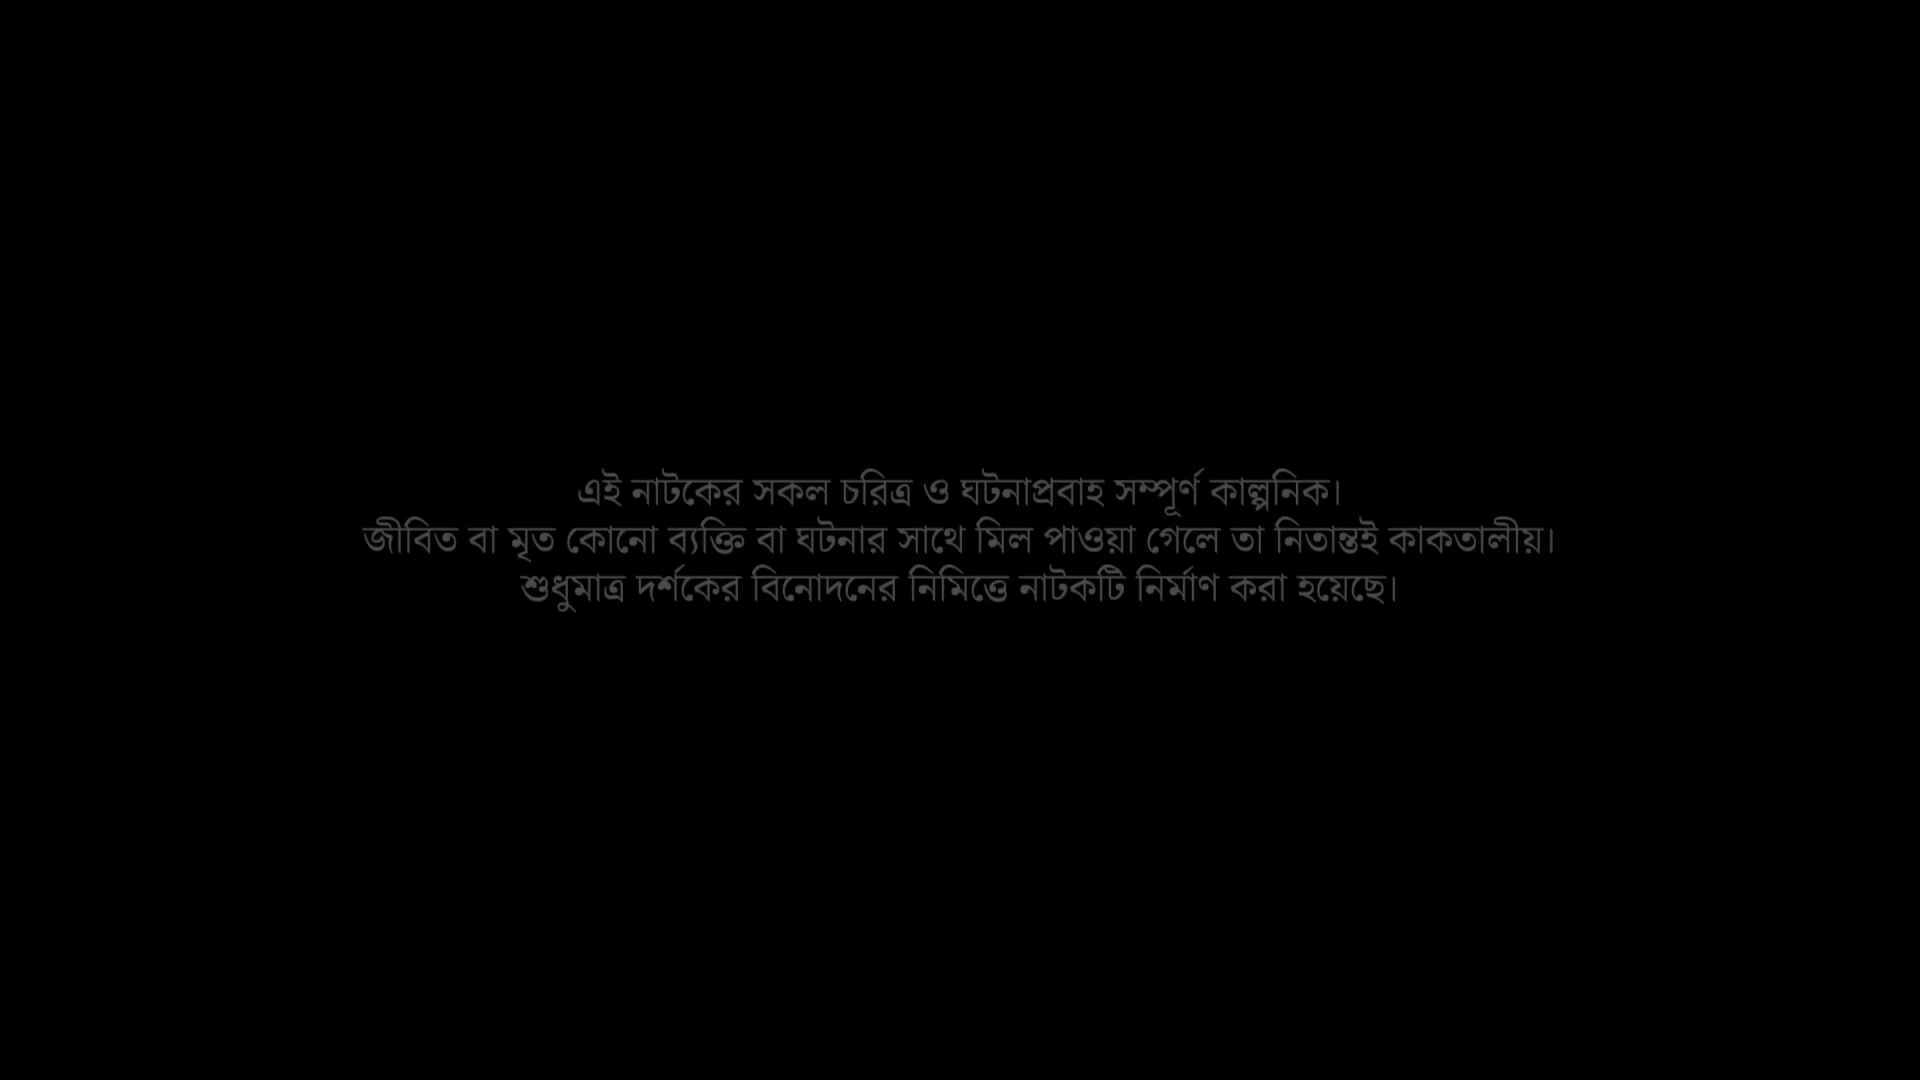 এই নাটকের সকল চরিত্র ও ঘটনাপ্রবাহ সম্পূর্ণ কাল্পনিক।
জীবিত বা মৃত কোনো ব্যক্তি বা ঘটনার সাথে মিল পাওয়া গেলে তা নিতান্তই কাকতালীয়।
শুধুমাত্র দর্শকের বিনোদনের নিমিত্তে নাটকটি নির্মাণ করা হয়েছে।